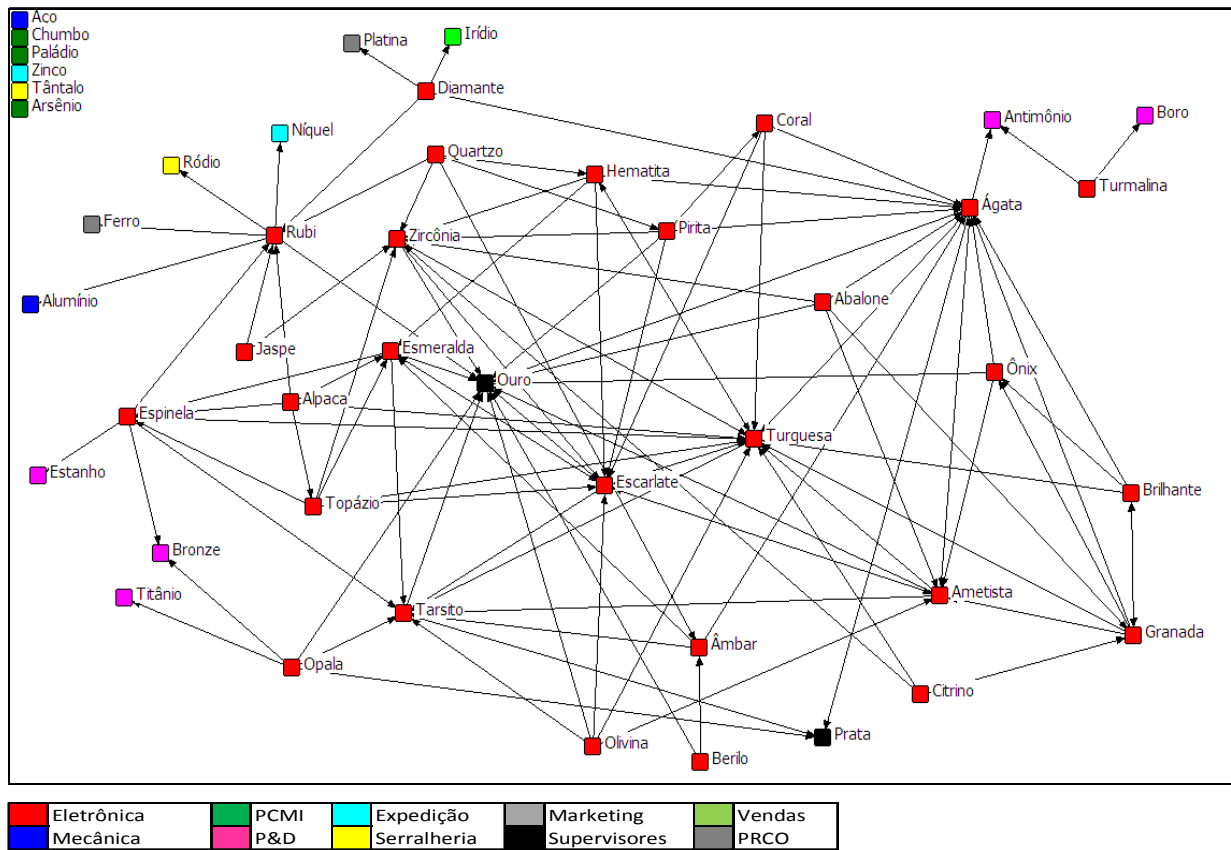 Aco
Chumbo
Paládio
Zinco
Tântalo
Arsênio
Platina
Irídio
Diamante
Níquel
Quartzo
Coral
Antimônio
Boro
Ródio
Hematita
Turmalina
Ferro
Rubi
Zircônia
Pirita
Ágata
Alumínio
Abalone
Jaspe
Esmeralda
Ouro
Ônix
Espinela
Alpaca
Turquesa
Estanho
Topázio
Escarlate
Brilhante
Bronze
Titânio
Tarsito
Ametista
Opala
Âmbar
Granada
Citrino
Olivina
Berilo
Prata
Eletrônica PCMI Expedição Marketing Vendas
Mecânica P&D Serralheria Supervisores PRCO